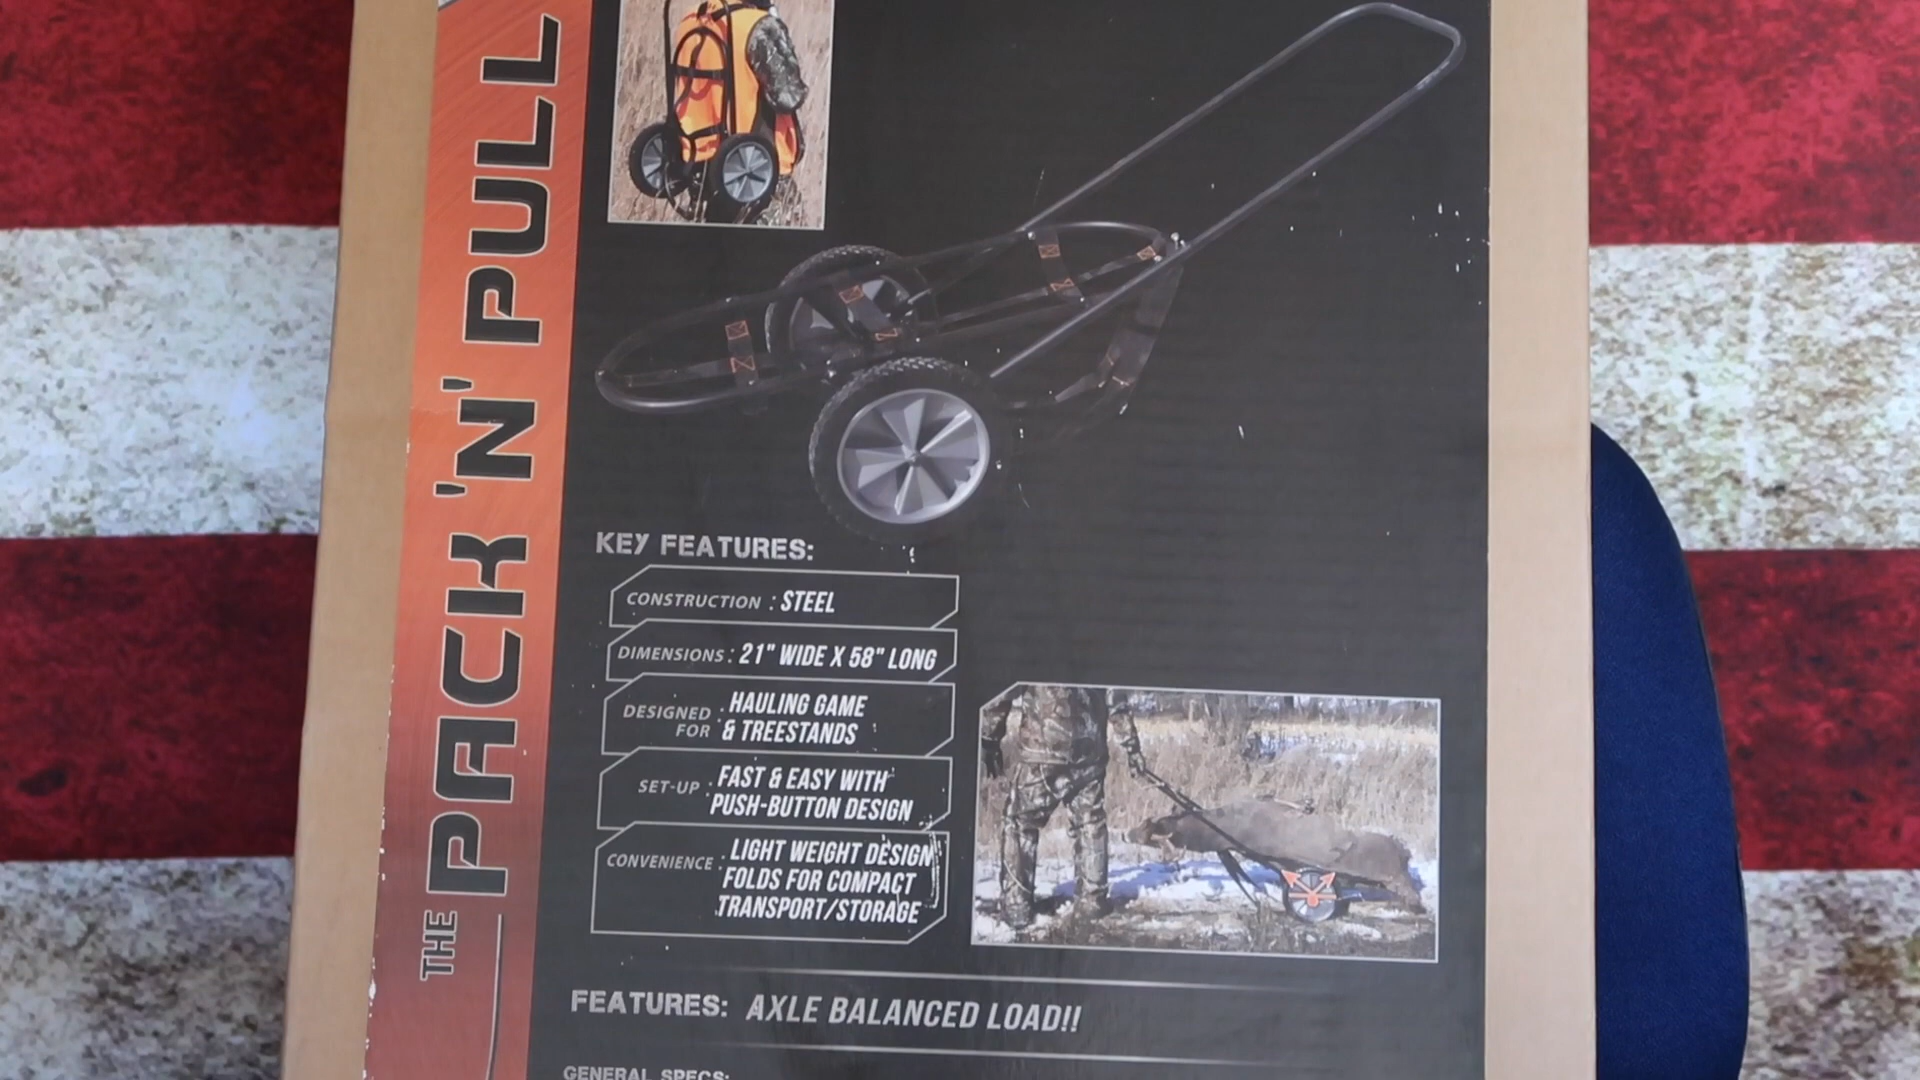 THE PACK 'N' PULL
KEY FEATURES:
CONSTRUCTION : STEEL
DIMENSIONS : 21" WIDE X 58" LONG
DESIGNED FOR : HAULING GAME
& TREESTANDS
SET-UP : FAST & EASY WITH
PUSH-BUTTON DESIGN
CONVENIENCE : LIGHT WEIGHT DESIGN
FOLDS FOR COMPACT
TRANSPORT/STORAGE
FEATURES: AXLE BALANCED LOAD!!
GENERAL SPECS: